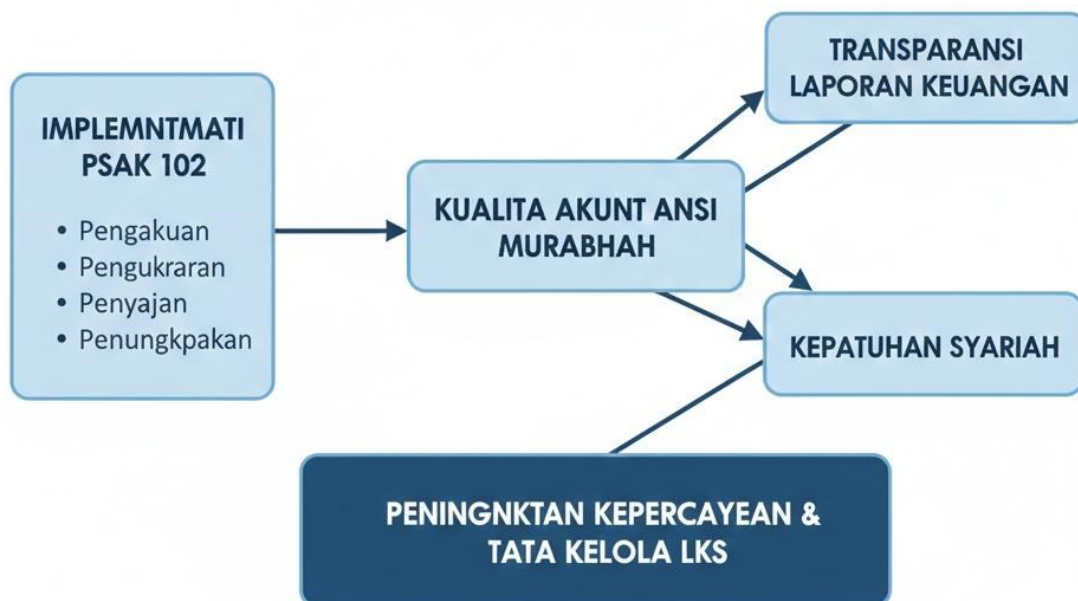 IMPLEMNTMATI
PSAK 102
• Pengakuan
• Pengukraran
• Penyajan
• Penungkpakan
KUALITA AKUNT ANSI
MURABHAH
TRANSPARANSI
LAPORAN KEUANGAN
KEPATUHAN SYARIAH
PENINGNKTAN KEPERCAYEAN &
TATA KELOLA LKS